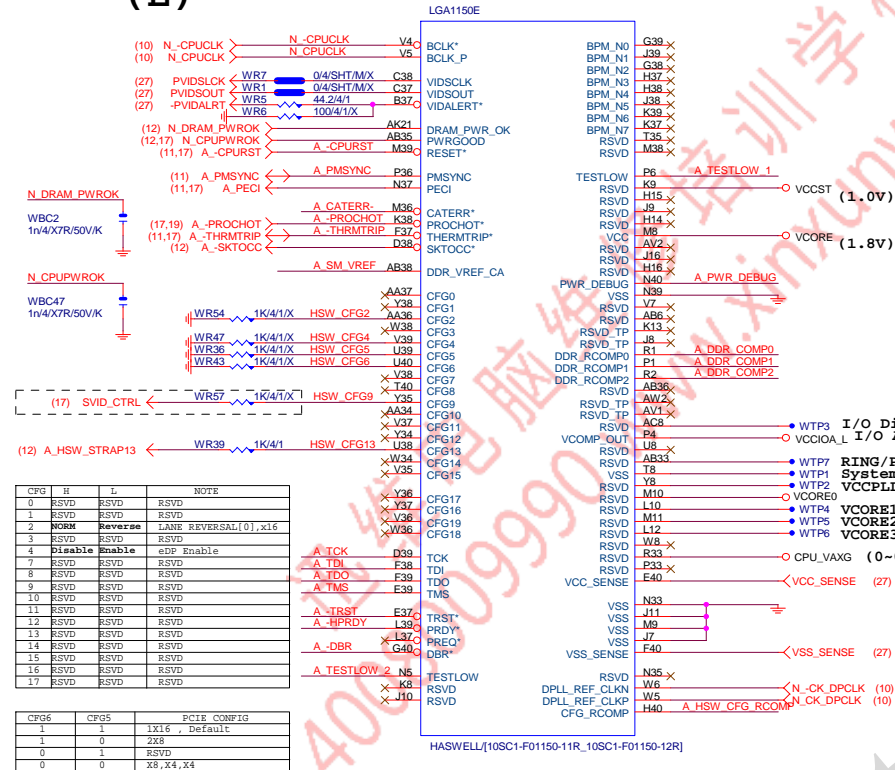 LGA1150E
(10) N_-CPUCLK N_-CPUCLK V4 BCLK* BPM_N0 G39
(10) N_CPUCLK N_CPUCLK V5 BCLK_P BPM_N1 J39
BPM_N2 G38
(27) PVIDSLCK WR7 0/4/SHT/M/X C38 VIDSCLK BPM_N3 H37
(27) PVIDSOUT WR1 0/4/SHT/M/X C37 VIDSOUT BPM_N4 H38
(27) -PVIDALRT WR5 44.2/4/1 B37 VIDALERT* BPM_N5 J38
WR6 100/4/1/X BPM_N6 K39
(12) N_DRAM_PWROK AK21 DRAM_PWR_OK BPM_N7 K37
(12,17) N_CPUPWROK AB35 PWRGOOD RSVD T35
(11,17) A_-CPURST A_-CPURST M39 RESET* RSVD M38
(11) A_PMSYNC A_PMSYNC P36 PMSYNC TESTLOW P6 A_TESTLOW_1
(11,17) A_PECI N37 PECI RSVD K9 VCCST (1.0V)
RSVD H15
N_DRAM_PWROK
A_CATERR- M36 CATERR* RSVD J9
(17,19) A_-PROCHOT A_-PROCHOT K38 PROCHOT* RSVD H14
(11,17) A_-THRMTRIP A_-THRMTRIP F37 THERMTRIP* VCC M8 VCORE (1.8V)
(12) A_-SKTOCC D38 SKTOCC* RSVD AV2
WBC2
1n/4/X7R/50V/K
RSVD J16
A_SM_VREF AB38 DDR_VREF_CA RSVD H16
PWR_DEBUG N40 A_PWR_DEBUG
N_CPUPWROK
WBC47
1n/4/X7R/50V/K
AA37 CFG0 VSS N39
Y38 CFG1 RSVD V7
WR54 1K/4/1/X HSW_CFG2 AA36 CFG2 RSVD AB6
W38 CFG3 RSVD_TP K13
WR47 1K/4/1/X HSW_CFG4 V39 CFG4 RSVD J8
WR36 1K/4/1/X HSW_CFG5 U39 CFG5 DDR_RCOMP0 R1 A_DDR_COMP0
WR43 1K/4/1/X HSW_CFG6 U40 CFG6 DDR_RCOMP1 P1 A_DDR_COMP1
V38 CFG7 DDR_RCOMP2 R2 A_DDR_COMP2
T40 CFG8 RSVD AB36
(17) SVID_CTRL WR57 1K/4/1/X HSW_CFG9 Y35 CFG9 RSVD_TP AW2
AA34 CFG10 RSVD_TP AV1
V37 CFG11 RSVD AC8 WTP3
Y34 CFG12 VCOMP_OUT P4 VCCIOA_L
(12) A_HSW_STRAP13 WR39 1K/4/1 HSW_CFG13 U38 CFG13 RSVD U8
W34 CFG14 RSVD AB33 WTP7
V35 CFG15 VSS T8 WTP1 System
RSVD Y8 WTP2 VCCPLL
Y36 CFG17 RSVD M10 VCORE0
Y37 CFG16 RSVD L10 WTP4 VCORE1
V36 CFG19 RSVD M11 WTP5 VCORE2
W36 CFG18 RSVD L12 WTP6 VCORE3
RSVD W8
A_TCK D39 TCK RSVD R33 CPU_VAXG
A_TDI F38 TDI RSVD P33
A_TDO F39 TDO VCC_SENSE E40 VCC_SENSE (27)
A_TMS E39 TMS
A_-TRST E37 TRST* VSS N33
A_-HPRDY L39 PRDY* VSS J11
L37 PREQ* VSS M9
A_-DBR G40 DBR* VSS J7
VSS_SENSE F40 VSS_SENSE (27)
A_TESTLOW_2 N5 TESTLOW RSVD N35
K8 RSVD DPLL_REF_CLKN W6 N_-CK_DPCLK (10)
J10 RSVD DPLL_REF_CLKP W5 N_CK_DPCLK (10)
CFG_RCOMP H40 A_HSW_CFG_RCOMP
HASWELL/[10SC1-F01150-11R_10SC1-F01150-12R]
CFG H L NOTE
0 RSVD RSVD RSVD
1 RSVD RSVD RSVD
2 NORM Reverse LANE REVERSAL[0],x16
3 RSVD RSVD RSVD
4 Disable Enable eDP Enable
7 RSVD RSVD RSVD
8 RSVD RSVD RSVD
9 RSVD RSVD RSVD
10 RSVD RSVD RSVD
11 RSVD RSVD RSVD
12 RSVD RSVD RSVD
13 RSVD RSVD RSVD
14 RSVD RSVD RSVD
15 RSVD RSVD RSVD
16 RSVD RSVD RSVD
17 RSVD RSVD RSVD
CFG6 CFG5 PCIE CONFIG
1 1 1X16 , Default
1 0 2X8
0 1 RSVD
0 0 X8,X4,X4
4008009990